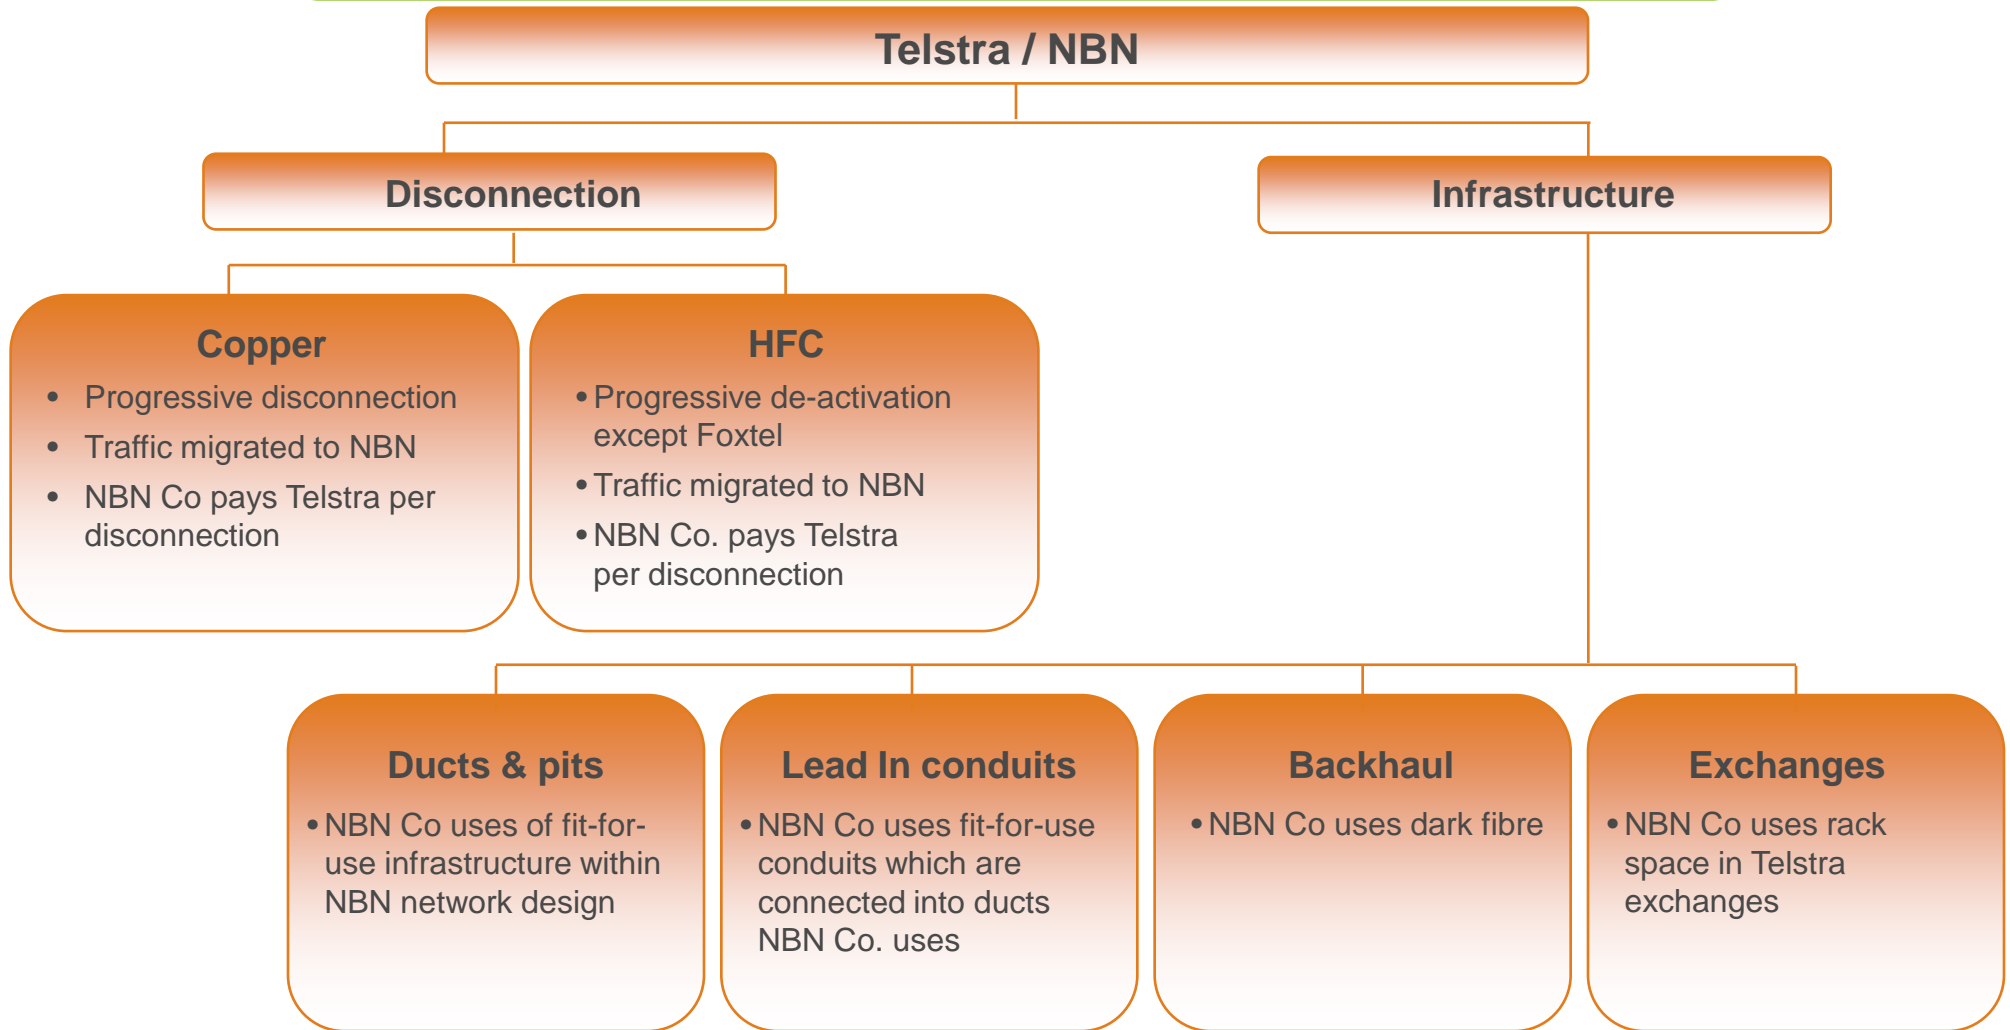 Telstra / NBN
Disconnection
Infrastructure
Copper
• Progressive disconnection
• Traffic migrated to NBN
• NBN Co pays Telstra per
disconnection
HFC
• Progressive de-activation
except Foxtel
• Traffic migrated to NBN
• NBN Co. pays Telstra
per disconnection
Ducts & pits
• NBN Co uses of fit-for-
use infrastructure within
NBN network design
Lead In conduits
• NBN Co uses fit-for-use
conduits which are
connected into ducts
NBN Co. uses
Backhaul
• NBN Co uses dark fibre
Exchanges
• NBN Co uses rack
space in Telstra
exchanges